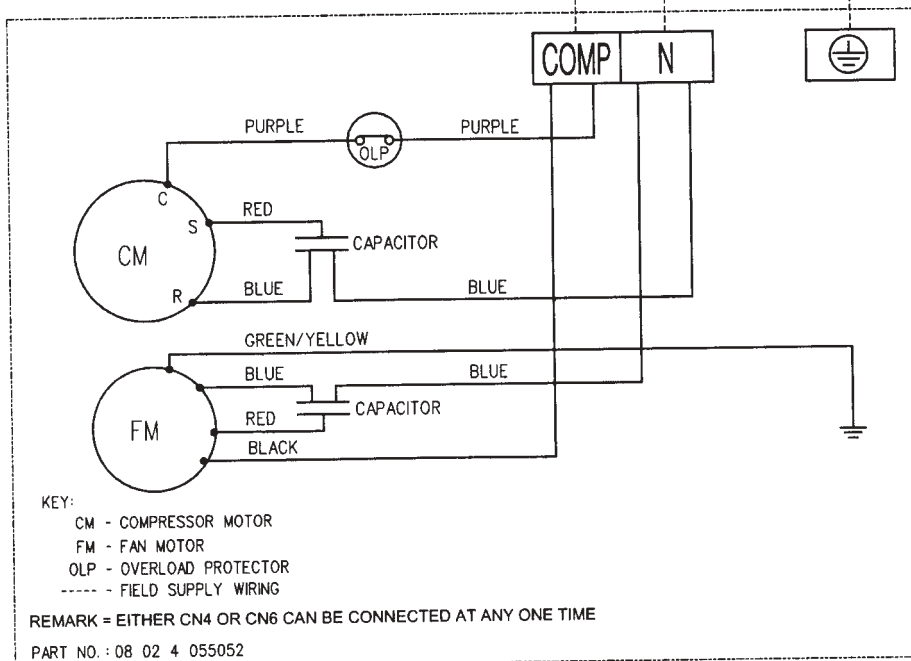 COMP N
PURPLE PURPLE
OLP
C
RED
S
CAPACITOR
CM
R BLUE BLUE
GREEN/YELLOW
BLUE BLUE
CAPACITOR
RED
FM
BLACK
KEY:
CM - COMPRESSOR MOTOR
FM - FAN MOTOR
OLP - OVERLOAD PROTECTOR
----- - FIELD SUPPLY WIRING
REMARK = EITHER CN4 OR CN6 CAN BE CONNECTED AT ANY ONE TIME
PART NO. : 08 02 4 055052